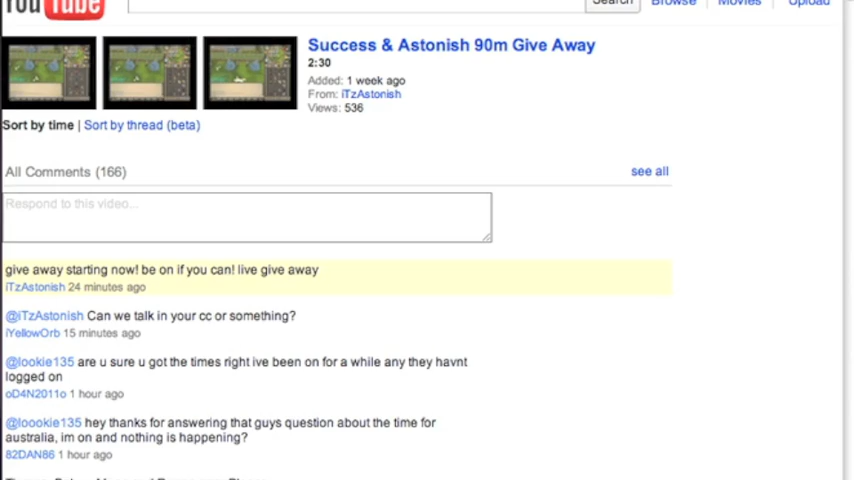 YouTube
Search Browse Movies Upload
Success & Astonish 90m Give Away
2:30
Added: 1 week ago
From: iTzAstonish
Views: 536
Sort by time | Sort by thread (beta)
All Comments (166) see all
Respond to this video...
give away starting now! be on if you can! live give away
iTzAstonish 24 minutes ago
@iTzAstonish Can we talk in your cc or something?
iYellowOrb 15 minutes ago
@lookie135 are u sure u got the times right ive been on for a while any they havnt
logged on
oD4N2011o 1 hour ago
@loookie135 hey thanks for answering that guys question about the time for
australia, im on and nothing is happening?
82DAN86 1 hour ago